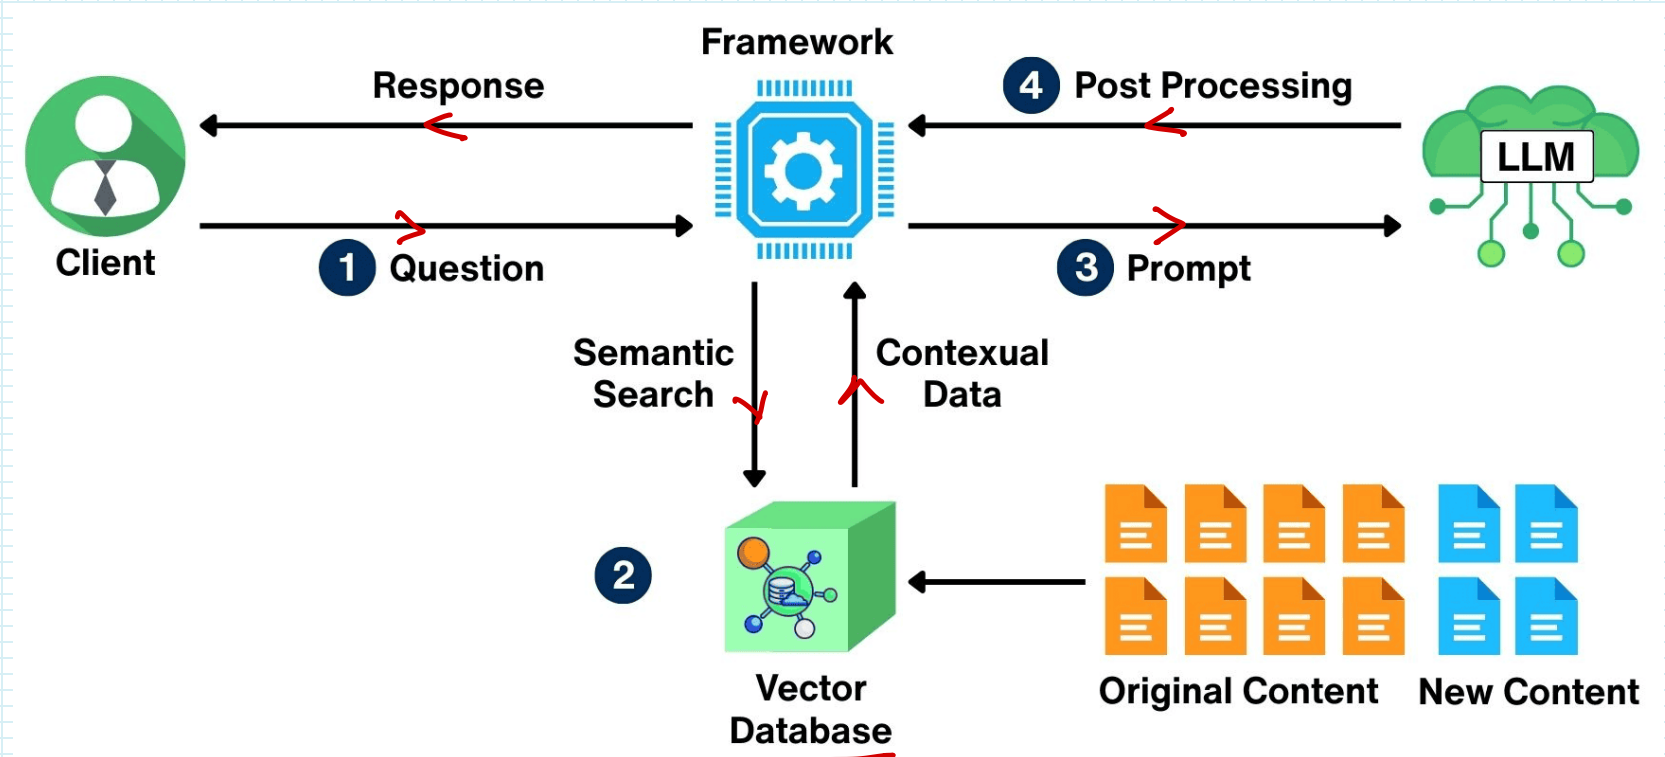 Framework
Response
4 Post Processing
LLM
Client
1 Question
3 Prompt
Semantic
Search
Contexual
Data
2
Vector
Database
Original Content
New Content